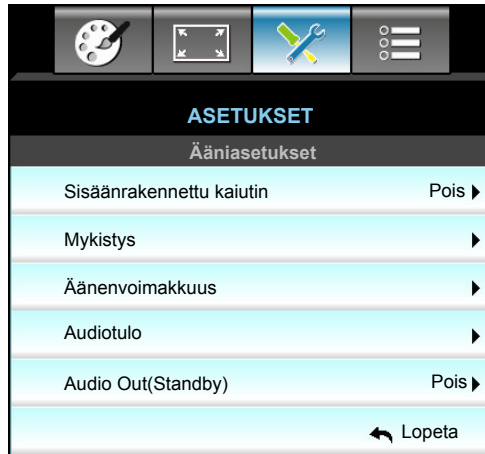 ASETUKSET
Ääniasetukset
Sisäänrakennettu kaiutin Pois
Mykistys
Äänenvoimakkuus
Audiotulo
Audio Out(Standby) Pois
Lopeta